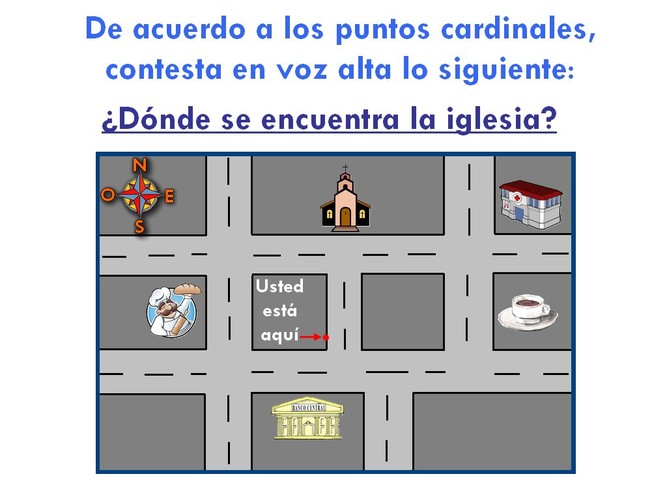 De acuerdo a los puntos cardinales,
contesta en voz alta lo siguiente:
¿Dónde se encuentra la iglesia?
N
O E
S
Usted
está
aquí
BANCO CENTRAL